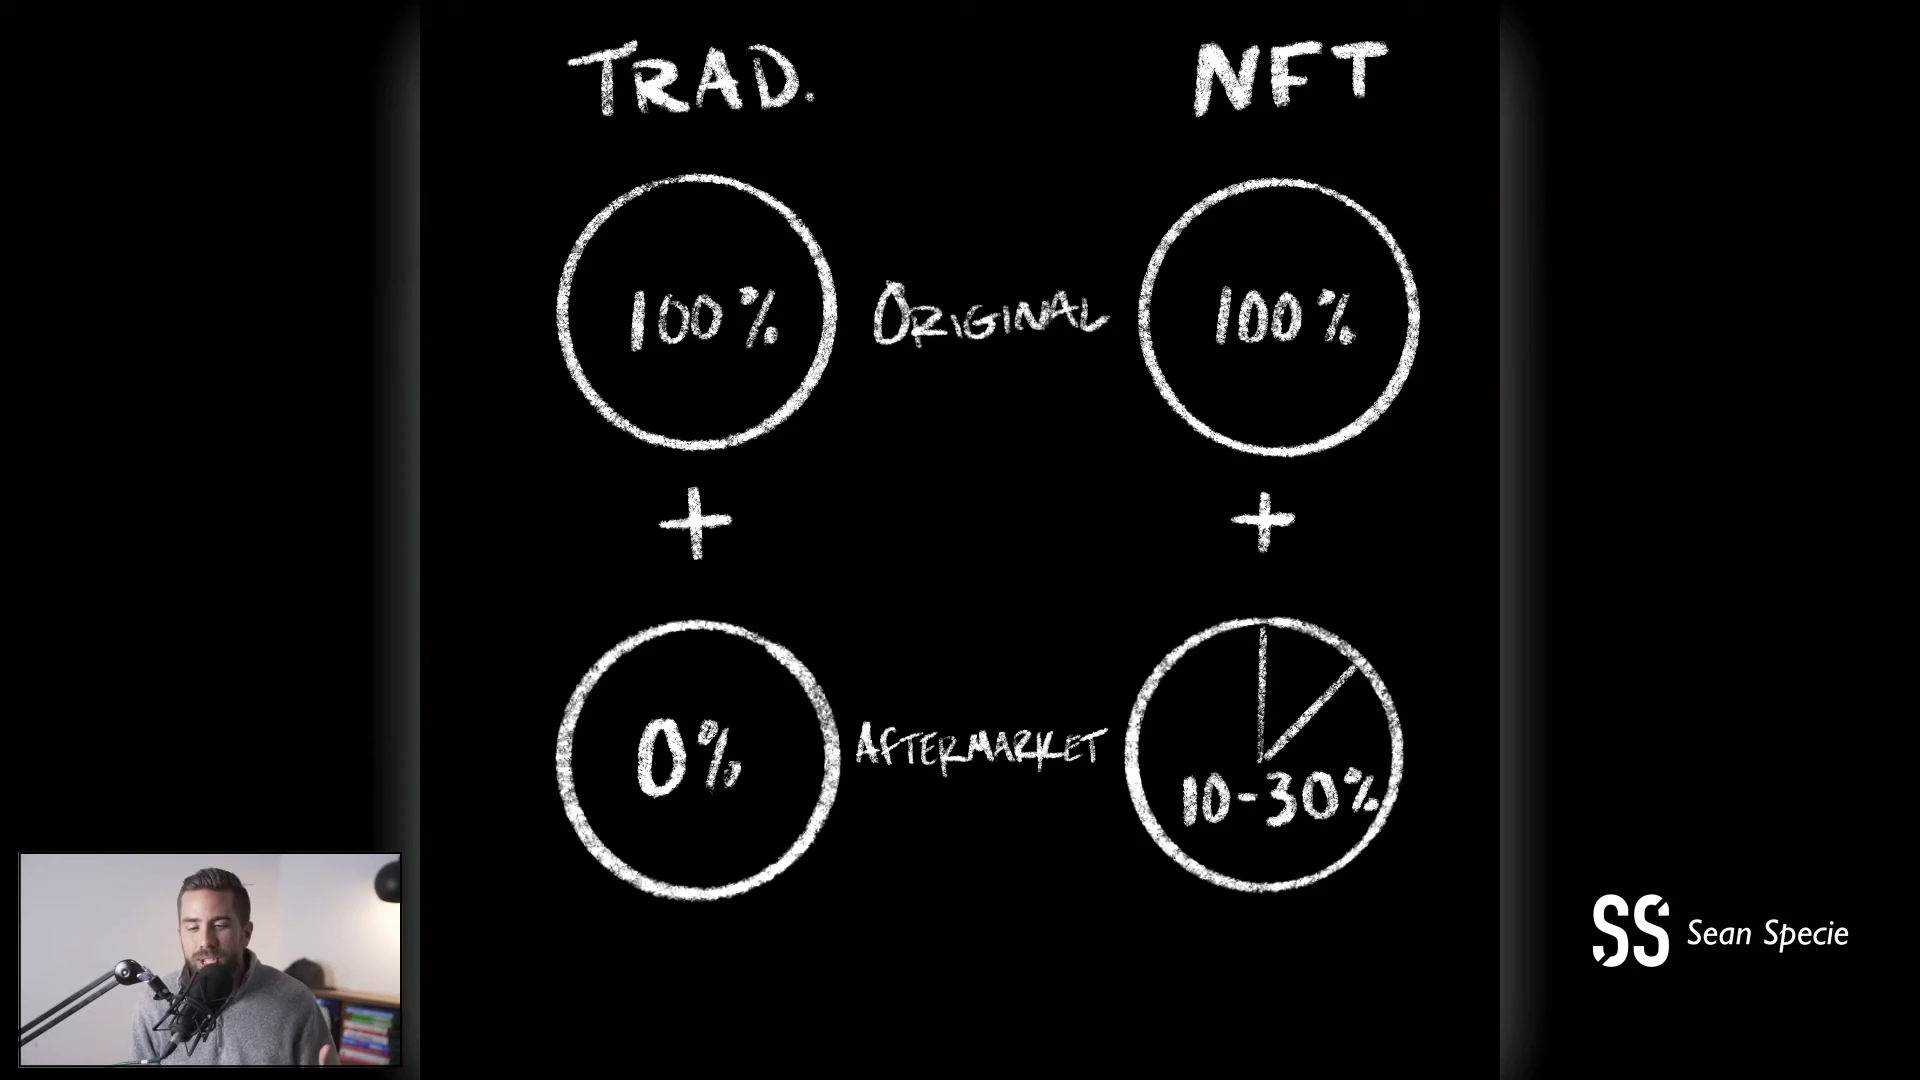 TRAD. NFT
100% ORIGINAL 100%
+ +
0% AFTERMARKET 10-30%
SS Sean Specie